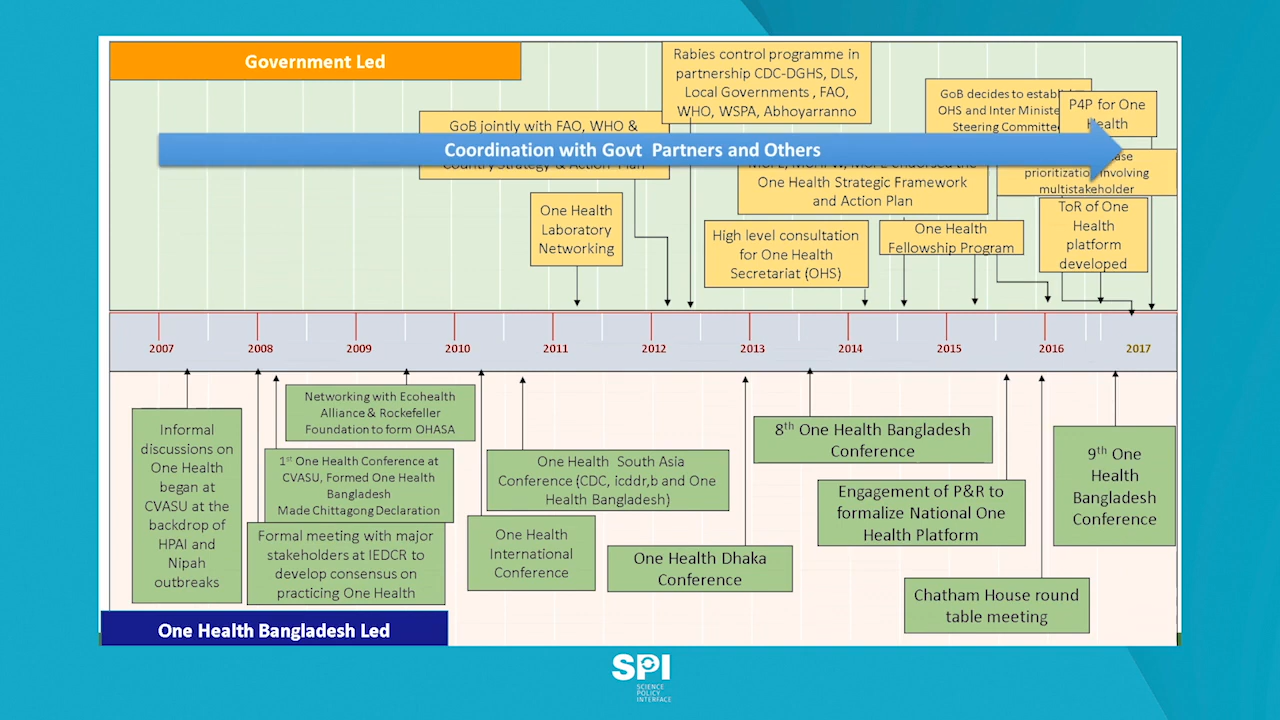 Government Led
Rabies control programme in
partnership CDC-DGHS, DLS,
Local Governments , FAO,
WHO, WSPA, Abhoyarranno
GoB decides to
OHS and Inter
Steering
P4P for One
Health
GoB jointly with FAO, WHO &
Coordination with Govt Partners and Others
Country Strategy & Action Plan
endorsed the
One Health Strategic Framework
and Action Plan
prioritization involving
multistakeholder
One Health
Laboratory
Networking
High level consultation
for One Health
Secretariat (OHS)
One Health
Fellowship Program
ToR of One
Health
platform
developed
2007
2008
2009
2010
2011
2012
2013
2014
2015
2016
2017
Informal
discussions on
One Health
began at
CVASU at the
backdrop of
HPAI and
Nipah
outbreaks
Networking with Ecohealth
Alliance & Rockefeller
Foundation to form OHASA
1st One Health Conference at
CVASU, Formed One Health
Bangladesh
Made Chittagong Declaration
Formal meeting with major
stakeholders at IEDCR to
develop consensus on
practicing One Health
One Health South Asia
Conference (CDC, icddr,b and One
Health Bangladesh)
One Health
International
Conference
One Health Dhaka
Conference
8th One Health Bangladesh
Conference
Engagement of P&R to
formalize National One
Health Platform
Chatham House round
table meeting
9th One
Health
Bangladesh
Conference
One Health Bangladesh Led
SPI
SCIENCE
POLICY
INTERFACE